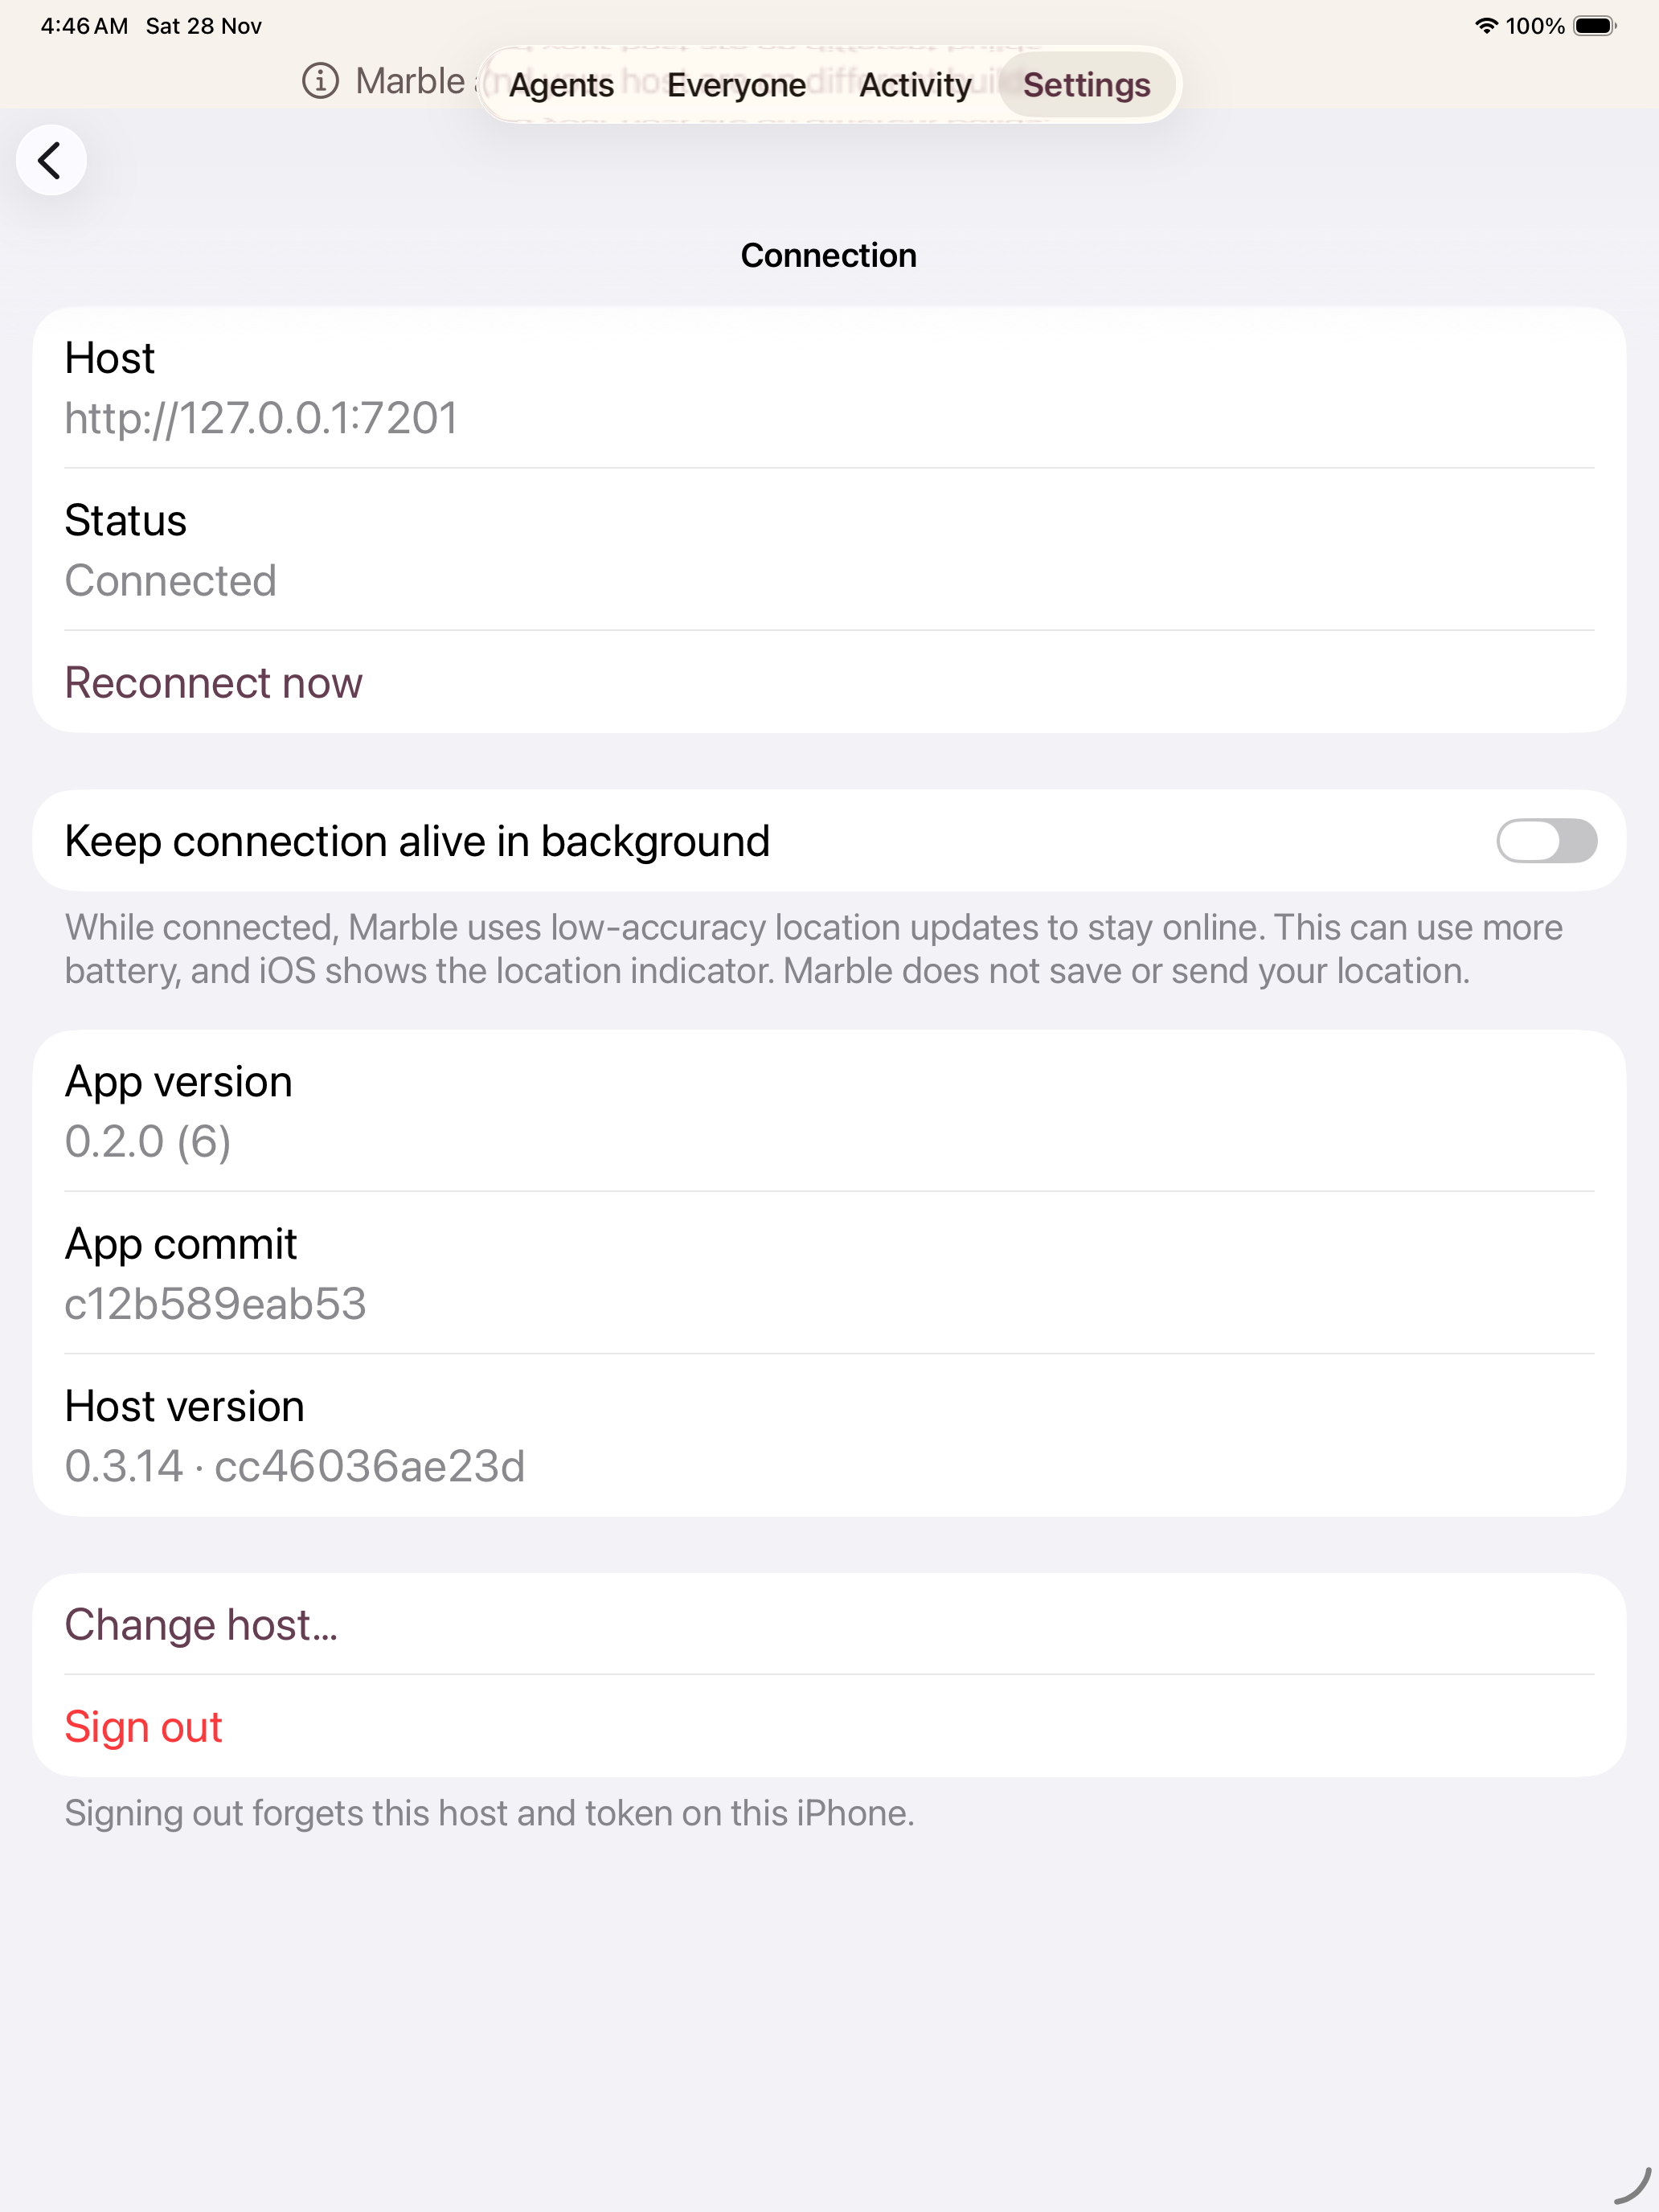 4:46 AM Sat 28 Nov
100%
Marble
Agents Everyone Activity Settings
Connection
Host
http://127.0.0.1:7201
Status
Connected
Reconnect now
Keep connection alive in background
While connected, Marble uses low-accuracy location updates to stay online. This can use more
battery, and iOS shows the location indicator. Marble does not save or send your location.
App version
0.2.0 (6)
App commit
c12b589eab53
Host version
0.3.14 · cc46036ae23d
Change host...
Sign out
Signing out forgets this host and token on this iPhone.